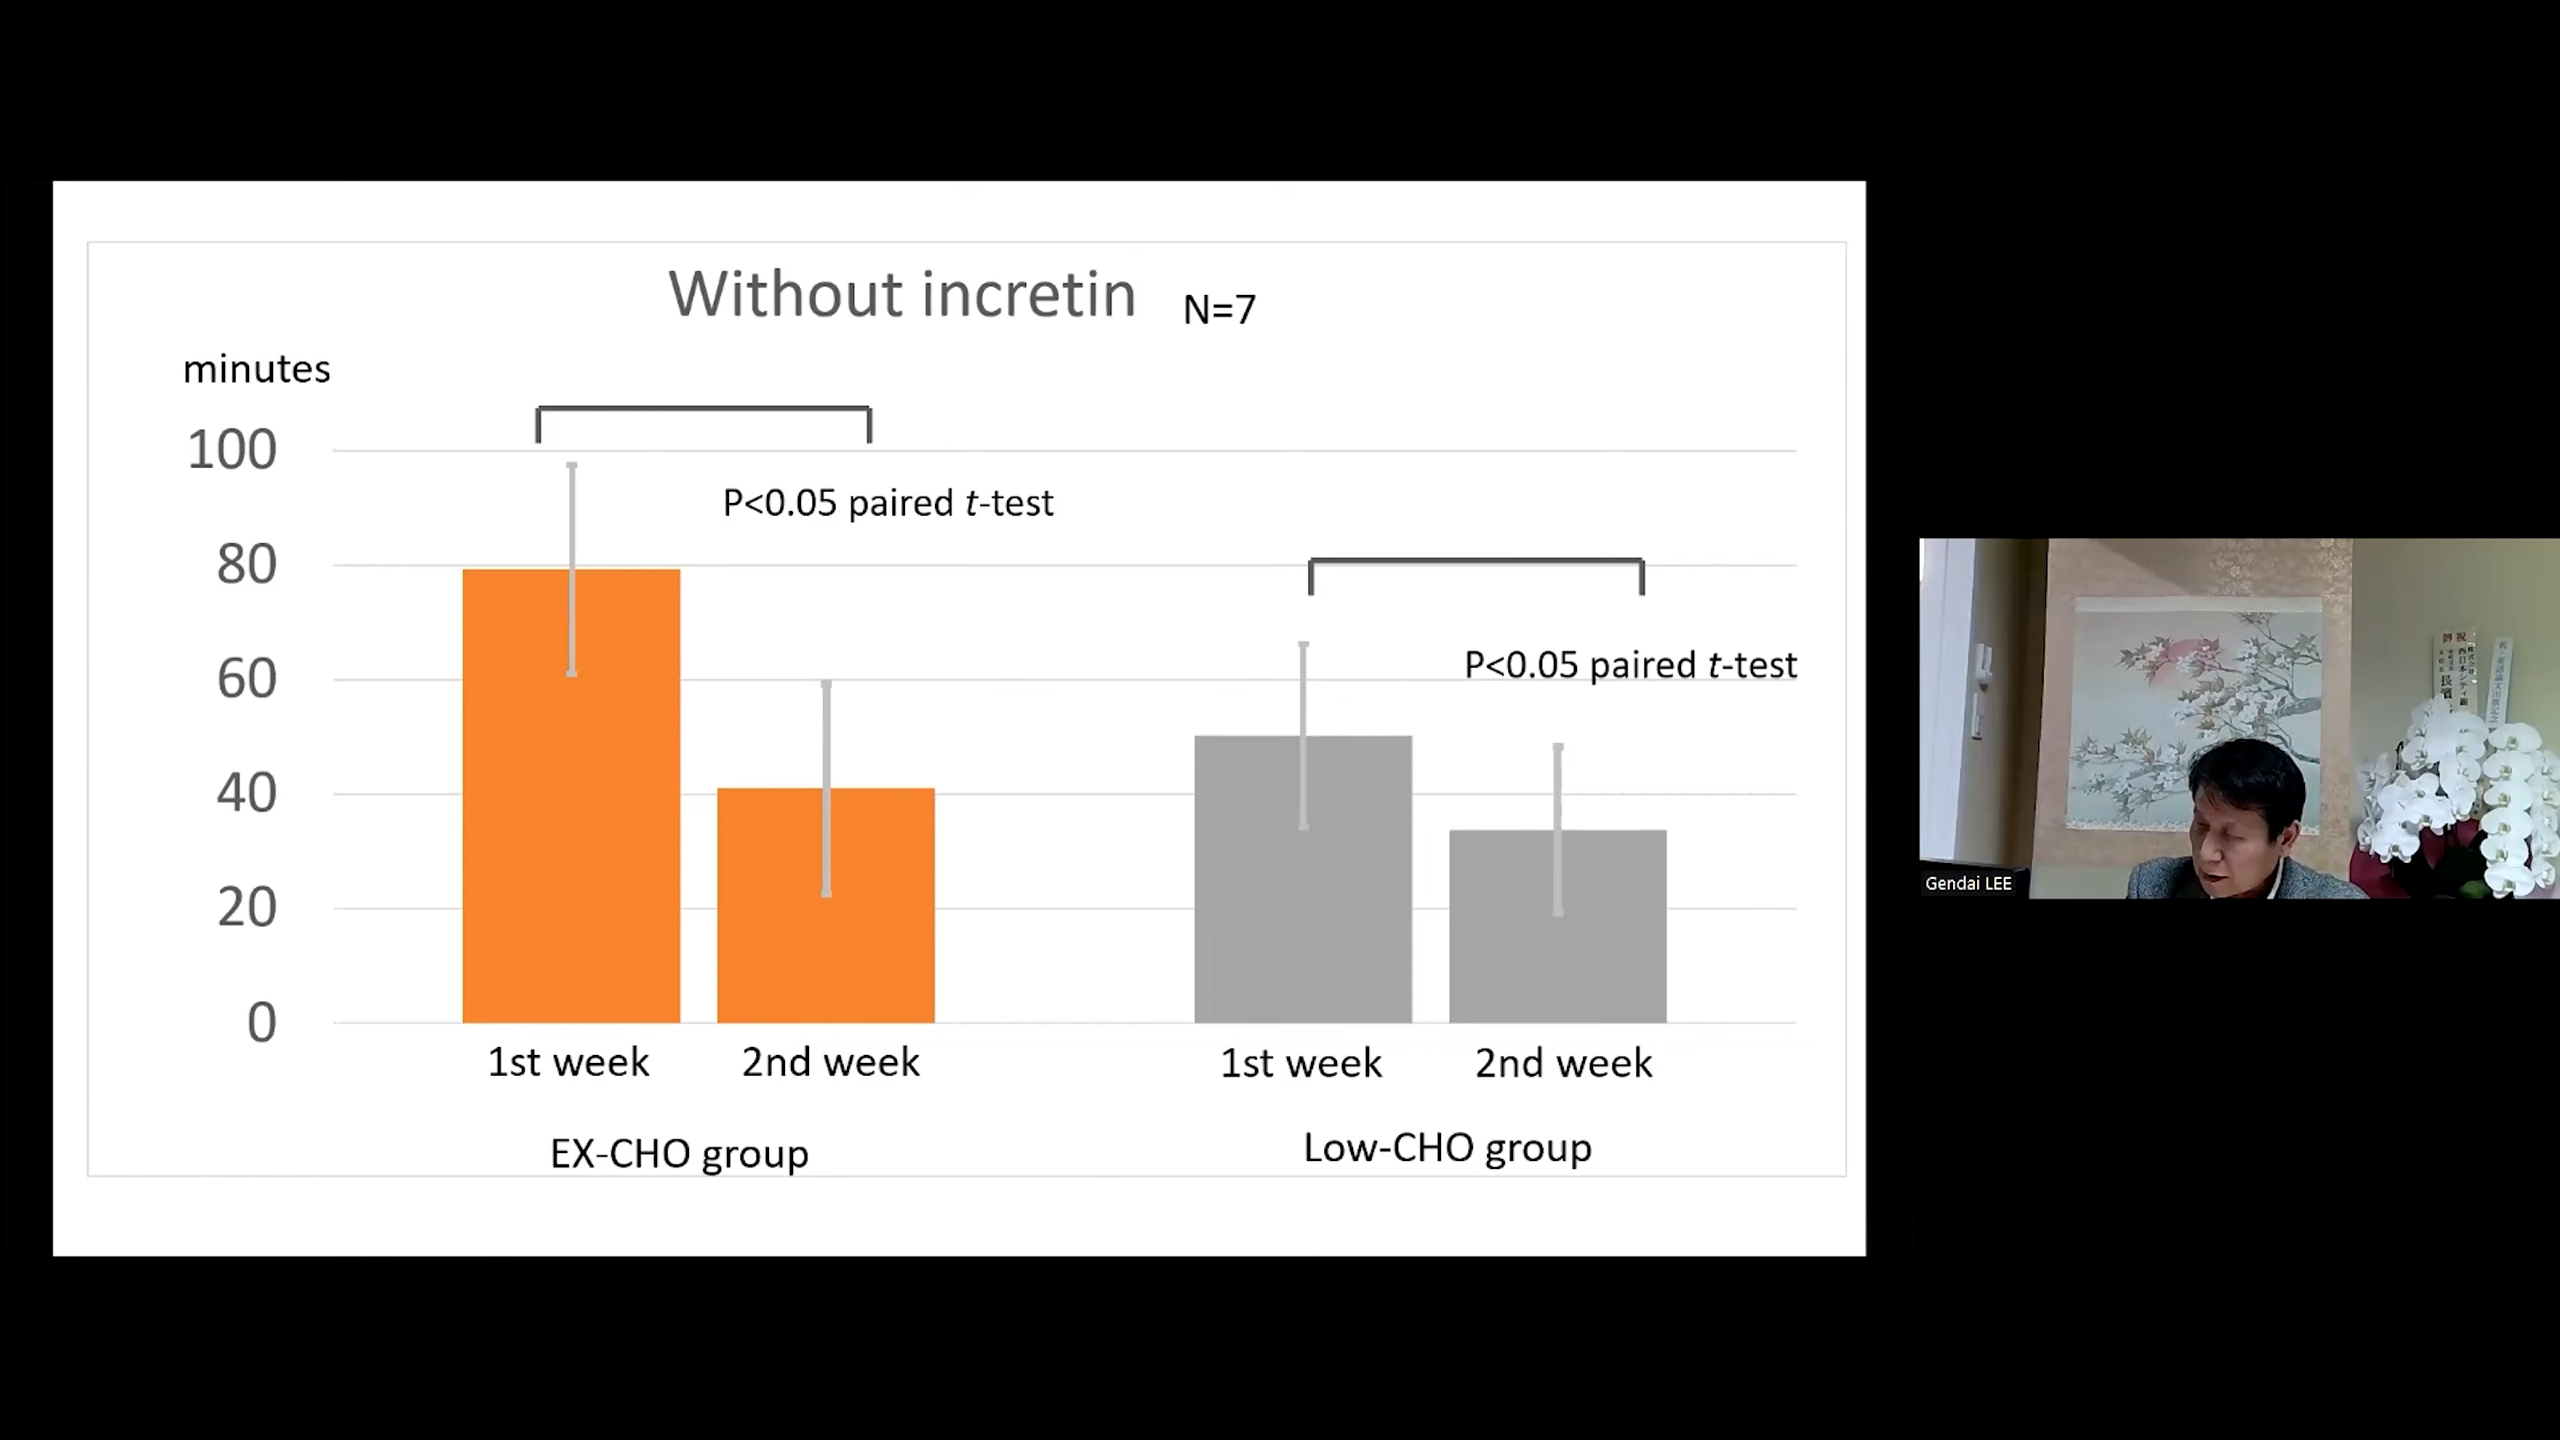 Without incretin
N=7
minutes
100
80
60
40
20
0
P<0.05 paired t-test
P<0.05 paired t-test
1st week
2nd week
1st week
2nd week
EX-CHO group
Low-CHO group
Gendai LEE